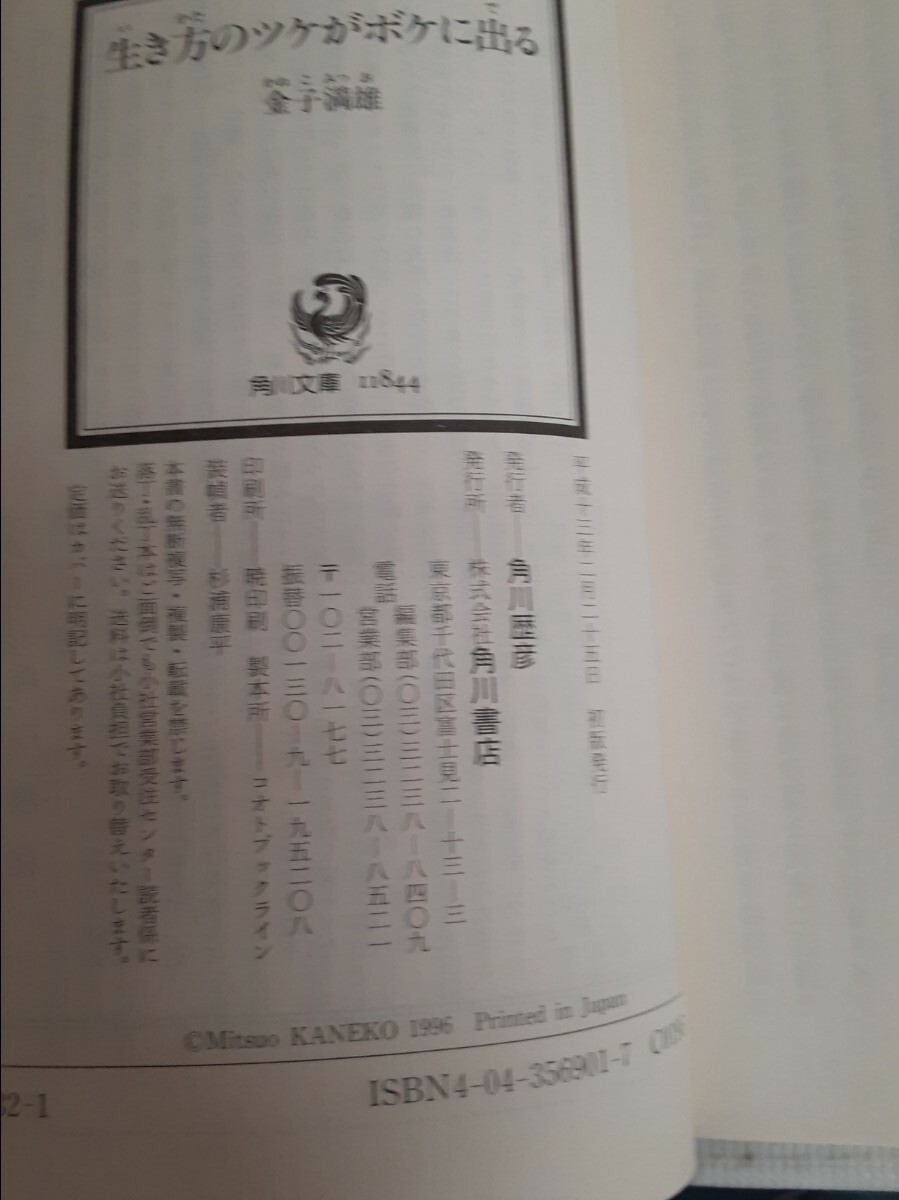 生き方のツケがボケに出る
金子満雄
角川文庫 11844
平成十三年二月二十五日 初版発行
発行者——角川歴彦
発行所——株式会社角川書店
東京都千代田区富士見二—十三—三
電話 編集部(〇三)三二三八—八四〇九
営業部(〇三)三二三八—八五二一
〒一〇二—八一七七
振替〇〇一三〇—九—一九五二〇八
印刷所——暁印刷 製本所——コオトブックライン
装幀者——杉浦康平
本書の無断複写・複製・転載を禁じます。
落丁・乱丁本はご面倒でも小社営業部受注センター読者係に
お送りください。送料は小社負担でお取り替えいたします。
定価はカバーに明記してあります。
©Mitsuo KANEKO 1996 Printed in Japan
32-1
ISBN4-04-356901-7